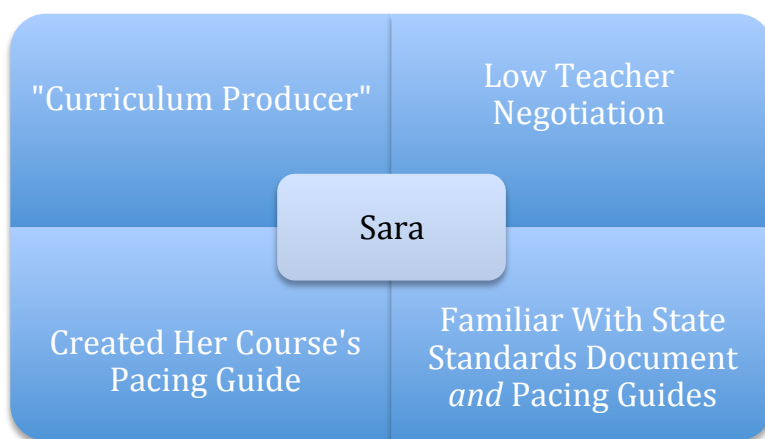 "Curriculum Producer"
Low Teacher
Negotiation
Sara
Created Her Course's
Pacing Guide
Familiar With State
Standards Document
and Pacing Guides